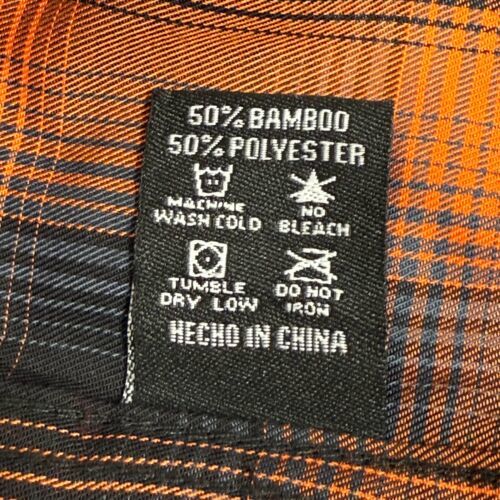 50% BAMBOO
50% POLYESTER
MACHINE
WASH COLD
NO
BLEACH
TUMBLE
DRY LOW
DO NOT
IRON
HECHO IN CHINA